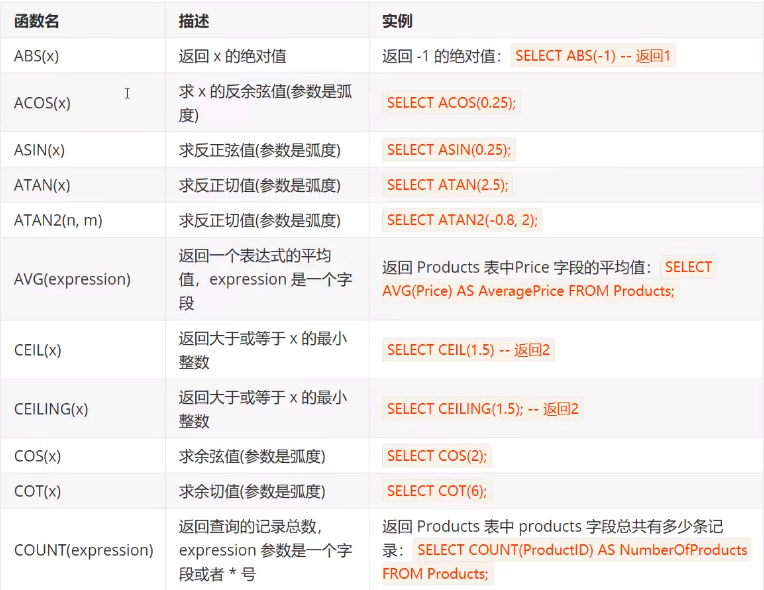 函数名 描述 实例
ABS(x) 返回 x 的绝对值 返回 -1 的绝对值： SELECT ABS(-1) -- 返回1
ACOS(x) 求 x 的反余弦值(参数是弧
度) SELECT ACOS(0.25);
ASIN(x) 求反正弦值(参数是弧度) SELECT ASIN(0.25);
ATAN(x) 求反正切值(参数是弧度) SELECT ATAN(2.5);
ATAN2(n, m) 求反正切值(参数是弧度) SELECT ATAN2(-0.8, 2);
AVG(expression) 返回一个表达式的平均
值，expression 是一个字
段 返回 Products 表中Price 字段的平均值： SELECT
AVG(Price) AS AveragePrice FROM Products;
CEIL(x) 返回大于或等于 x 的最小
整数 SELECT CEIL(1.5) -- 返回2
CEILING(x) 返回大于或等于 x 的最小
整数 SELECT CEILING(1.5); -- 返回2
COS(x) 求余弦值(参数是弧度) SELECT COS(2);
COT(x) 求余切值(参数是弧度) SELECT COT(6);
COUNT(expression) 返回查询的记录总数，
expression 参数是一个字
段或者 * 号 返回 Products 表中 products 字段总共有多少条记
录： SELECT COUNT(ProductID) AS NumberOfProducts
FROM Products;